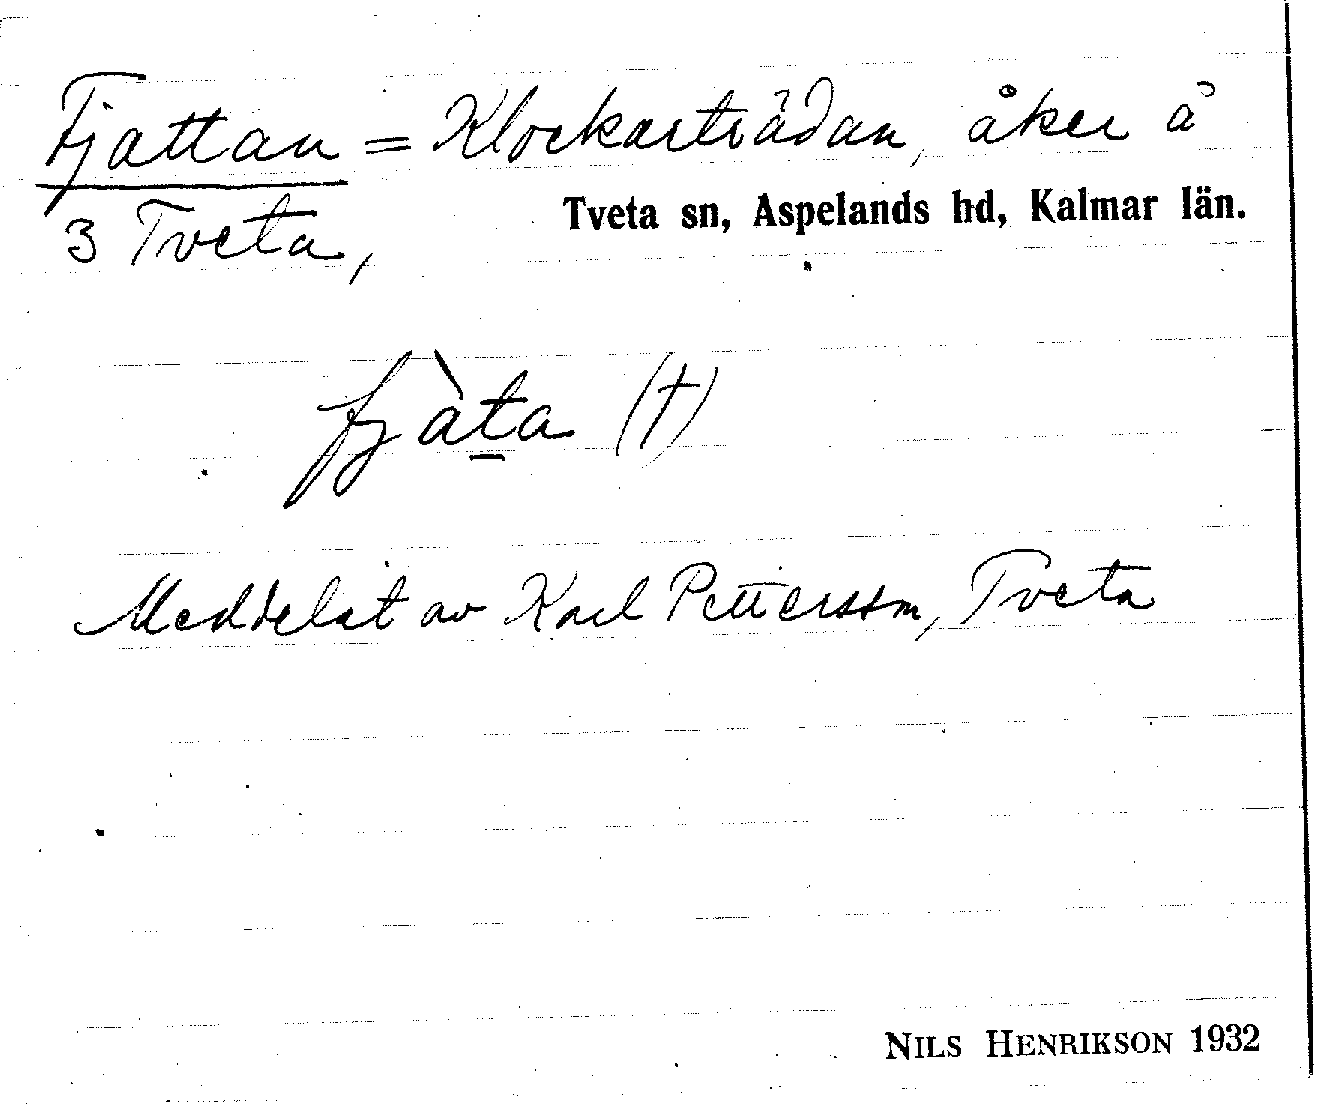 Fjattan = Klockarträdan, åker å
Tveta sn, Aspelands hd, Kalmar län.
3 Tveta,
fjàta (†)
Meddelat av Karl Pettersson, Tveta
NILS HENRIKSON 1932